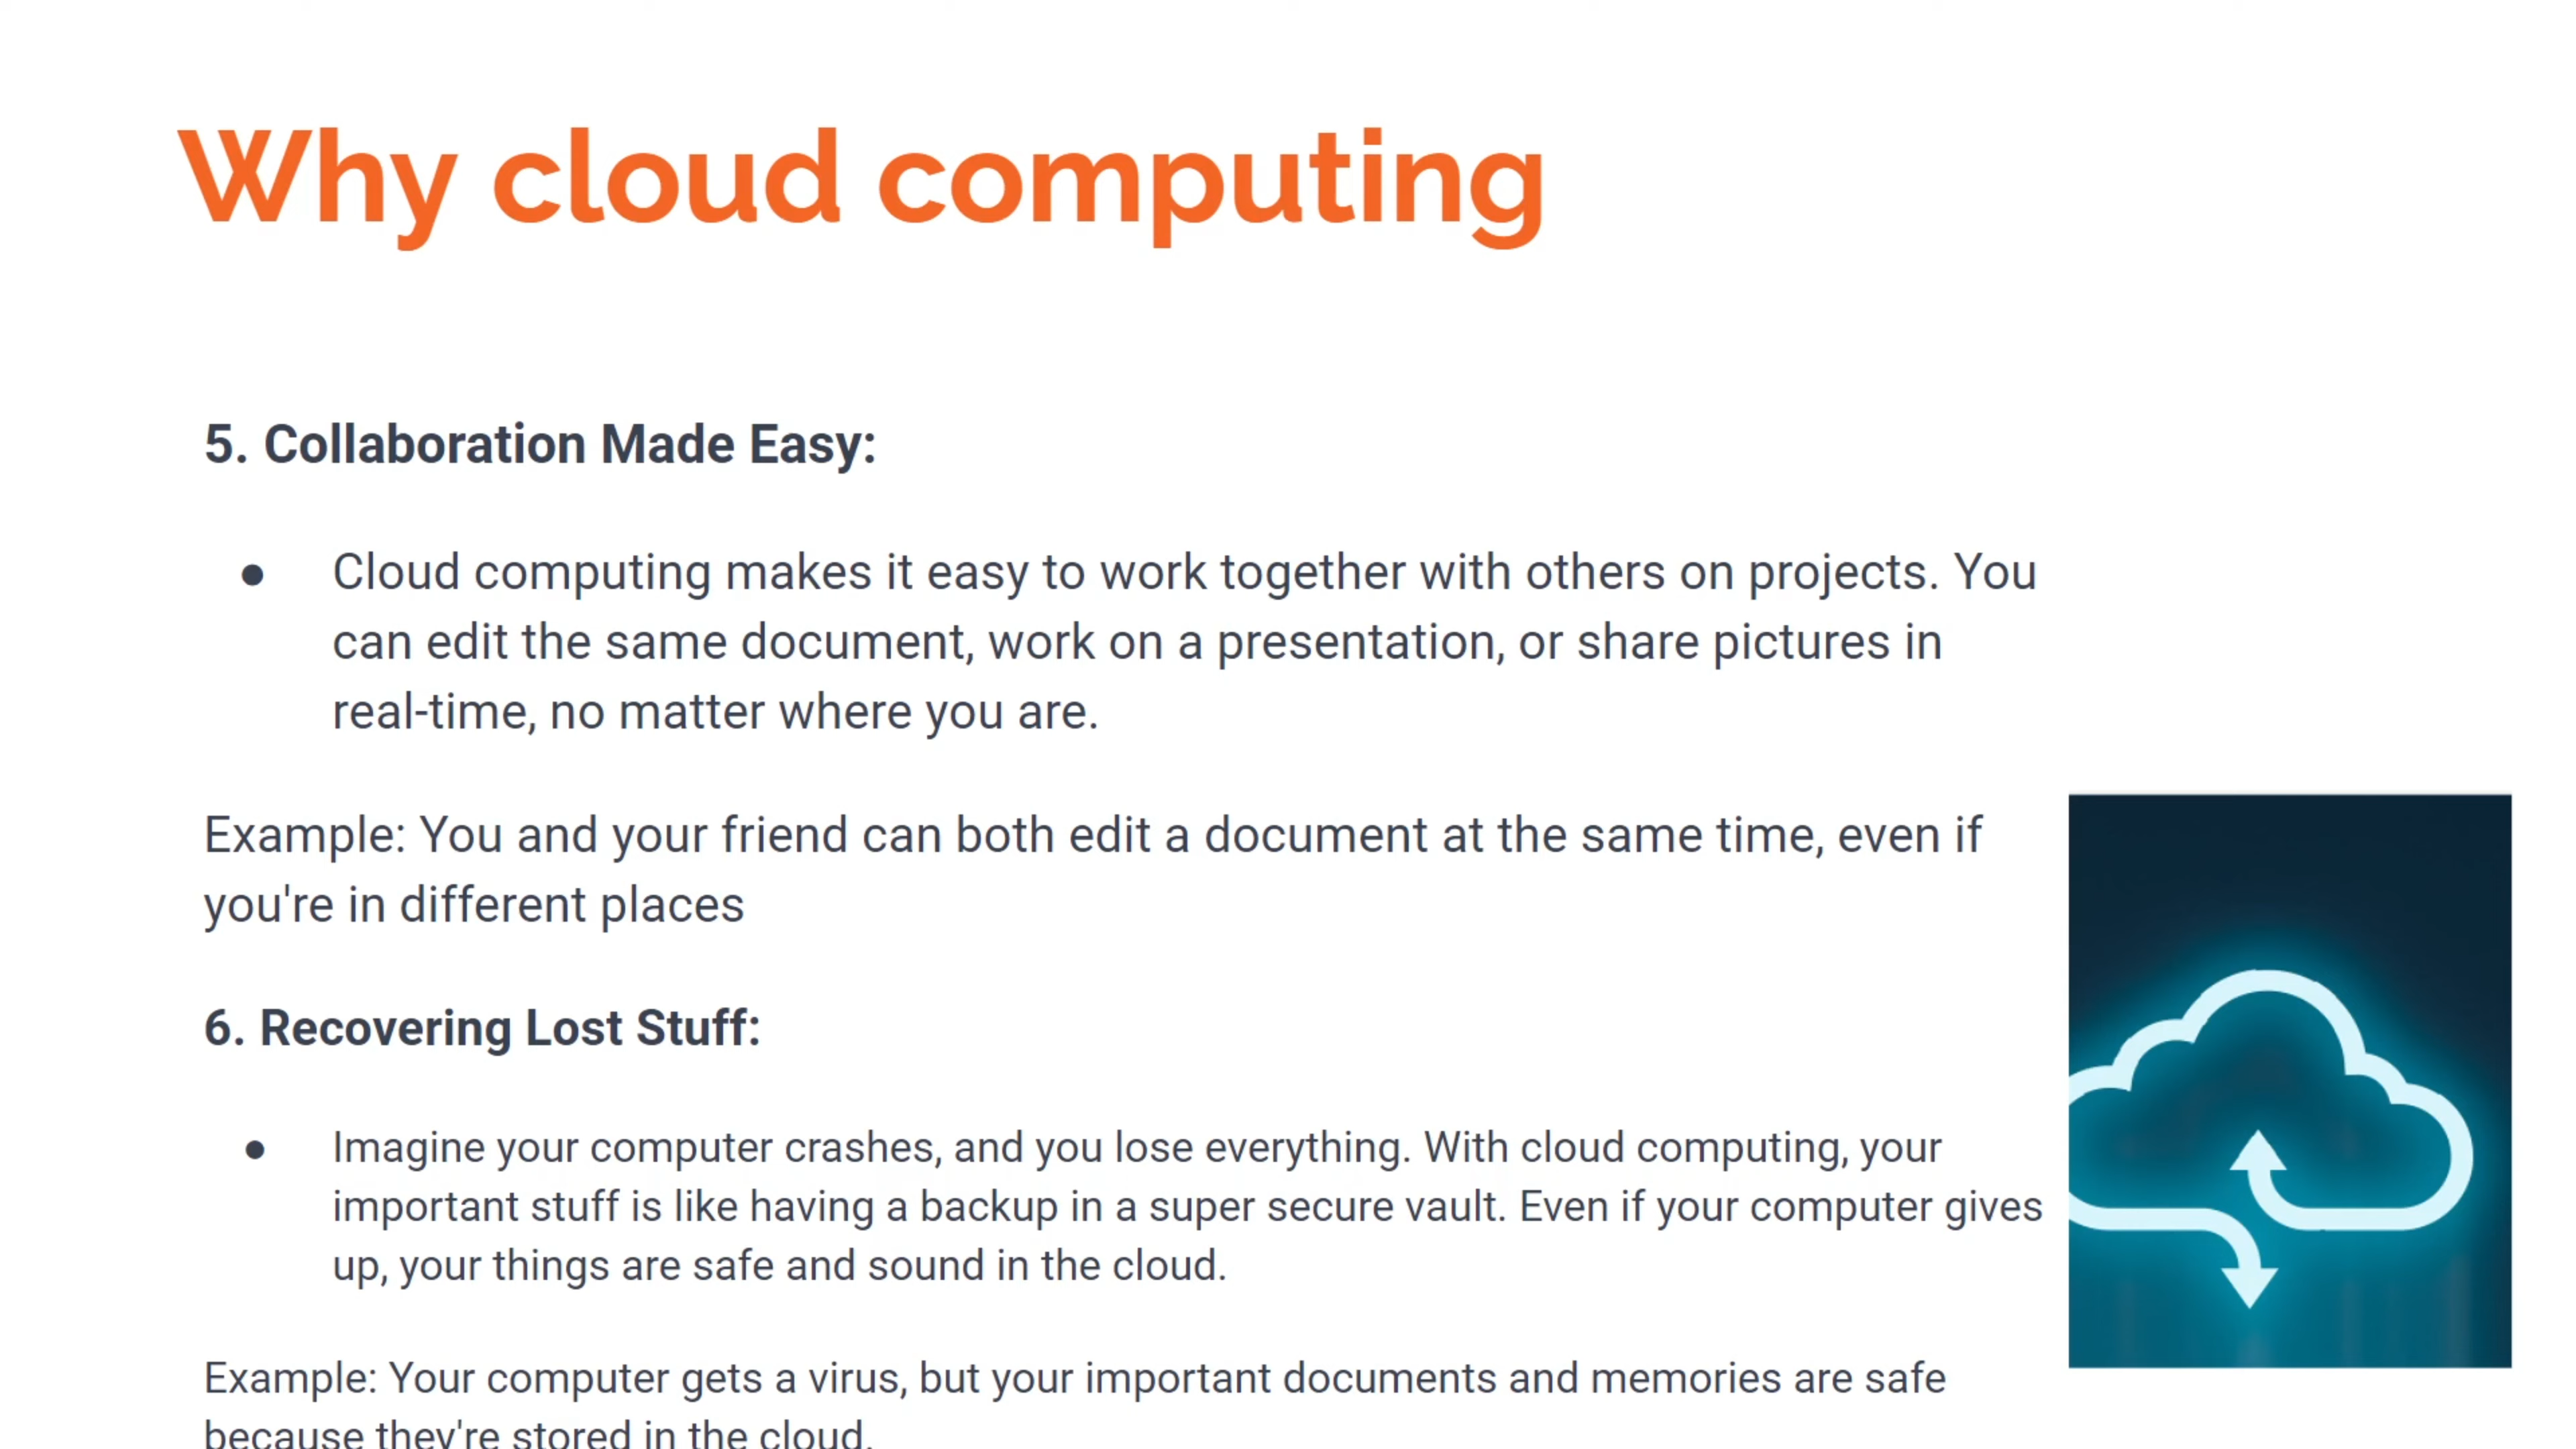 Why cloud computing
5. Collaboration Made Easy:
● Cloud computing makes it easy to work together with others on projects. You
can edit the same document, work on a presentation, or share pictures in
real-time, no matter where you are.
Example: You and your friend can both edit a document at the same time, even if
you're in different places
6. Recovering Lost Stuff:
● Imagine your computer crashes, and you lose everything. With cloud computing, your
important stuff is like having a backup in a super secure vault. Even if your computer gives
up, your things are safe and sound in the cloud.
Example: Your computer gets a virus, but your important documents and memories are safe
because they're stored in the cloud.